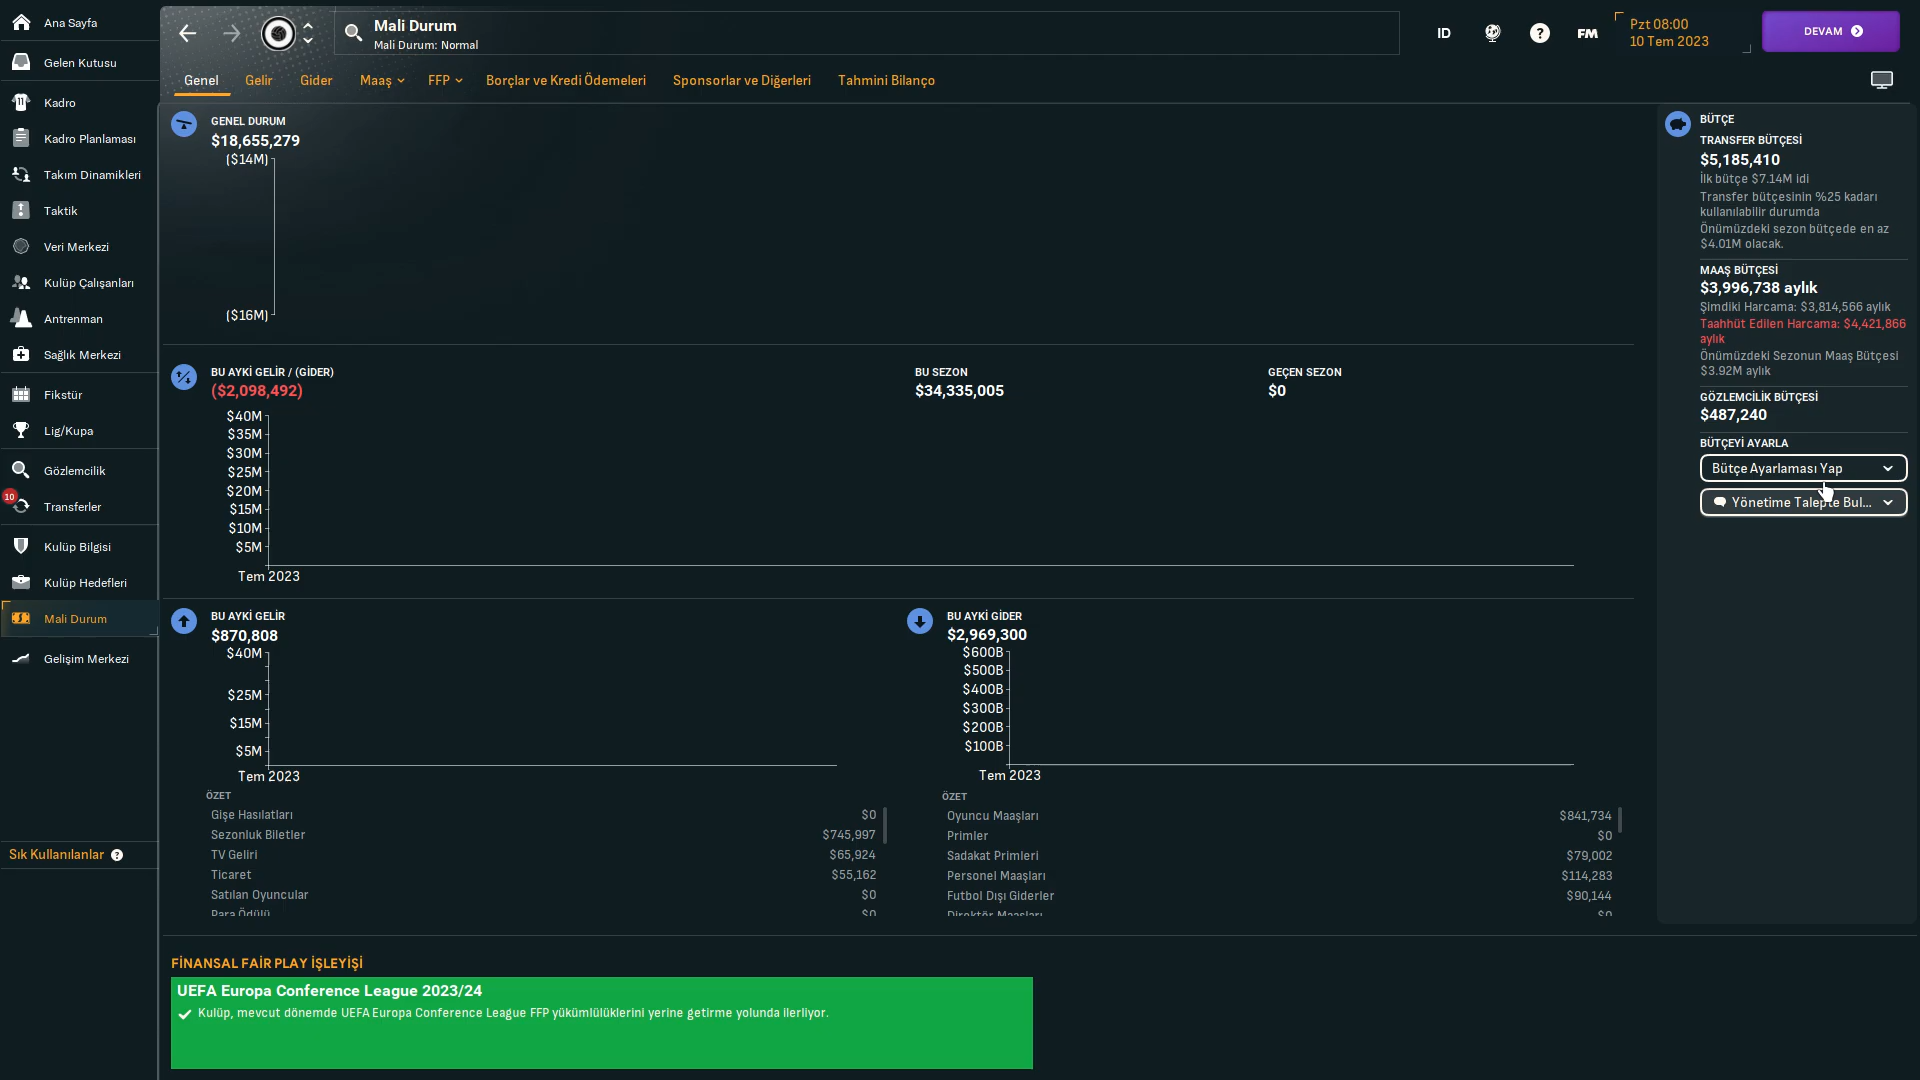 Ana Sayfa
Gelen Kutusu
Kadro
Kadro Planlaması
Takım Dinamikleri
Taktik
Veri Merkezi
Kulüp Çalışanları
Antrenman
Sağlık Merkezi
Fikstür
Lig/Kupa
Gözlemcilik
10
Transferler
Kulüp Bilgisi
Kulüp Hedefleri
Mali Durum
Gelişim Merkezi
Sık Kullanılanlar ?
Mali Durum
Mali Durum: Normal
ID
?
FM
Pzt 08:00
10 Tem 2023
DEVAM
Genel Gelir Gider Maaş FFP Borçlar ve Kredi Ödemeleri Sponsorlar ve Diğerleri Tahmini Bilanço
GENEL DURUM
$18,655,279
($14M)
($16M)
BU AYKİ GELİR / (GİDER)
($2,098,492)
BU SEZON
$34,335,005
GEÇEN SEZON
$0
$40M
$35M
$30M
$25M
$20M
$15M
$10M
$5M
Tem 2023
BU AYKİ GELİR
$870,808
$40M
$25M
$15M
$5M
Tem 2023
ÖZET
Gişe Hasılatları $0
Sezonluk Biletler $745,997
TV Geliri $65,924
Ticaret $55,162
Satılan Oyuncular $0
Para Ödülü $0
BU AYKİ GİDER
$2,969,300
$600B
$500B
$400B
$300B
$200B
$100B
Tem 2023
ÖZET
Oyuncu Maaşları $841,734
Primler $0
Sadakat Primleri $79,002
Personel Maaşları $114,283
Futbol Dışı Giderler $90,144
Direktör Maaşları $0
FİNANSAL FAİR PLAY İŞLEYİŞİ
UEFA Europa Conference League 2023/24
Kulüp, mevcut dönemde UEFA Europa Conference League FFP yükümlülüklerini yerine getirme yolunda ilerliyor.
BÜTÇE
TRANSFER BÜTÇESİ
$5,185,410
İlk bütçe $7.14M idi
Transfer bütçesinin %25 kadarı
kullanılabilir durumda
Önümüzdeki sezon bütçede en az
$4.01M olacak.
MAAŞ BÜTÇESİ
$3,996,738 aylık
Şimdiki Harcama: $3,814,566 aylık
Taahhüt Edilen Harcama: $4,421,866
aylık
Önümüzdeki Sezonun Maaş Bütçesi
$3.92M aylık
GÖZLEMCİLİK BÜTÇESİ
$487,240
BÜTÇEYİ AYARLA
Bütçe Ayarlaması Yap
Yönetime Talepte Bul...